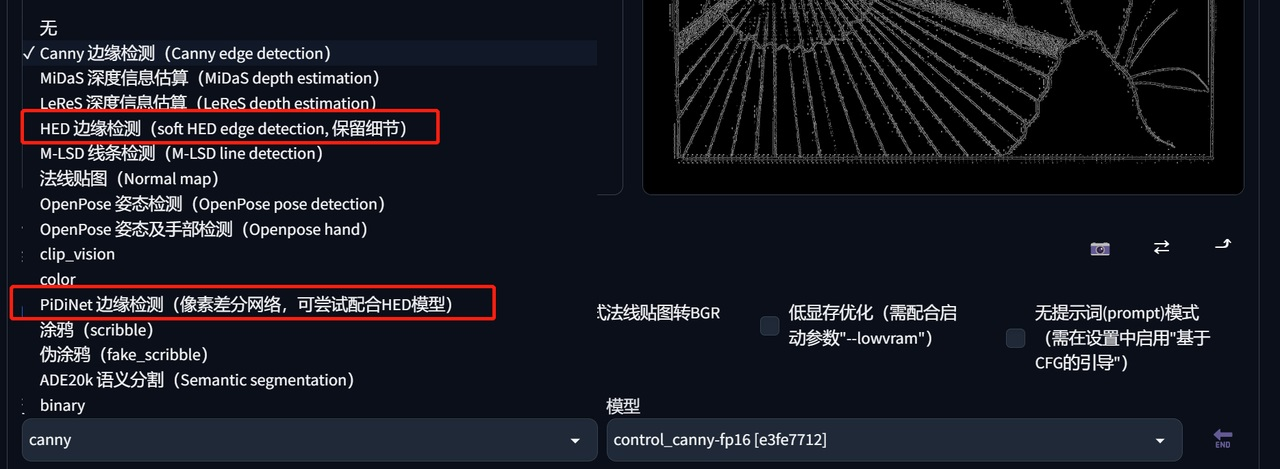 无
✓ Canny 边缘检测（Canny edge detection）
MiDaS 深度信息估算（MiDaS depth estimation）
LeReS 深度信息估算（LeReS depth estimation）
HED 边缘检测（soft HED edge detection, 保留细节）
M-LSD 线条检测（M-LSD line detection）
法线贴图（Normal map）
OpenPose 姿态检测（OpenPose pose detection）
OpenPose 姿态及手部检测（Openpose hand）
clip_vision
color
PiDiNet 边缘检测（像素差分网络，可尝试配合HED模型）
涂鸦（scribble）
伪涂鸦（fake_scribble）
ADE20k 语义分割（Semantic segmentation）
binary
canny
式法线贴图转BGR
低显存优化（需配合启
动参数"--lowvram"）
无提示词(prompt)模式
（需在设置中启用"基于
CFG的引导"）
模型
control_canny-fp16 [e3fe7712]
END